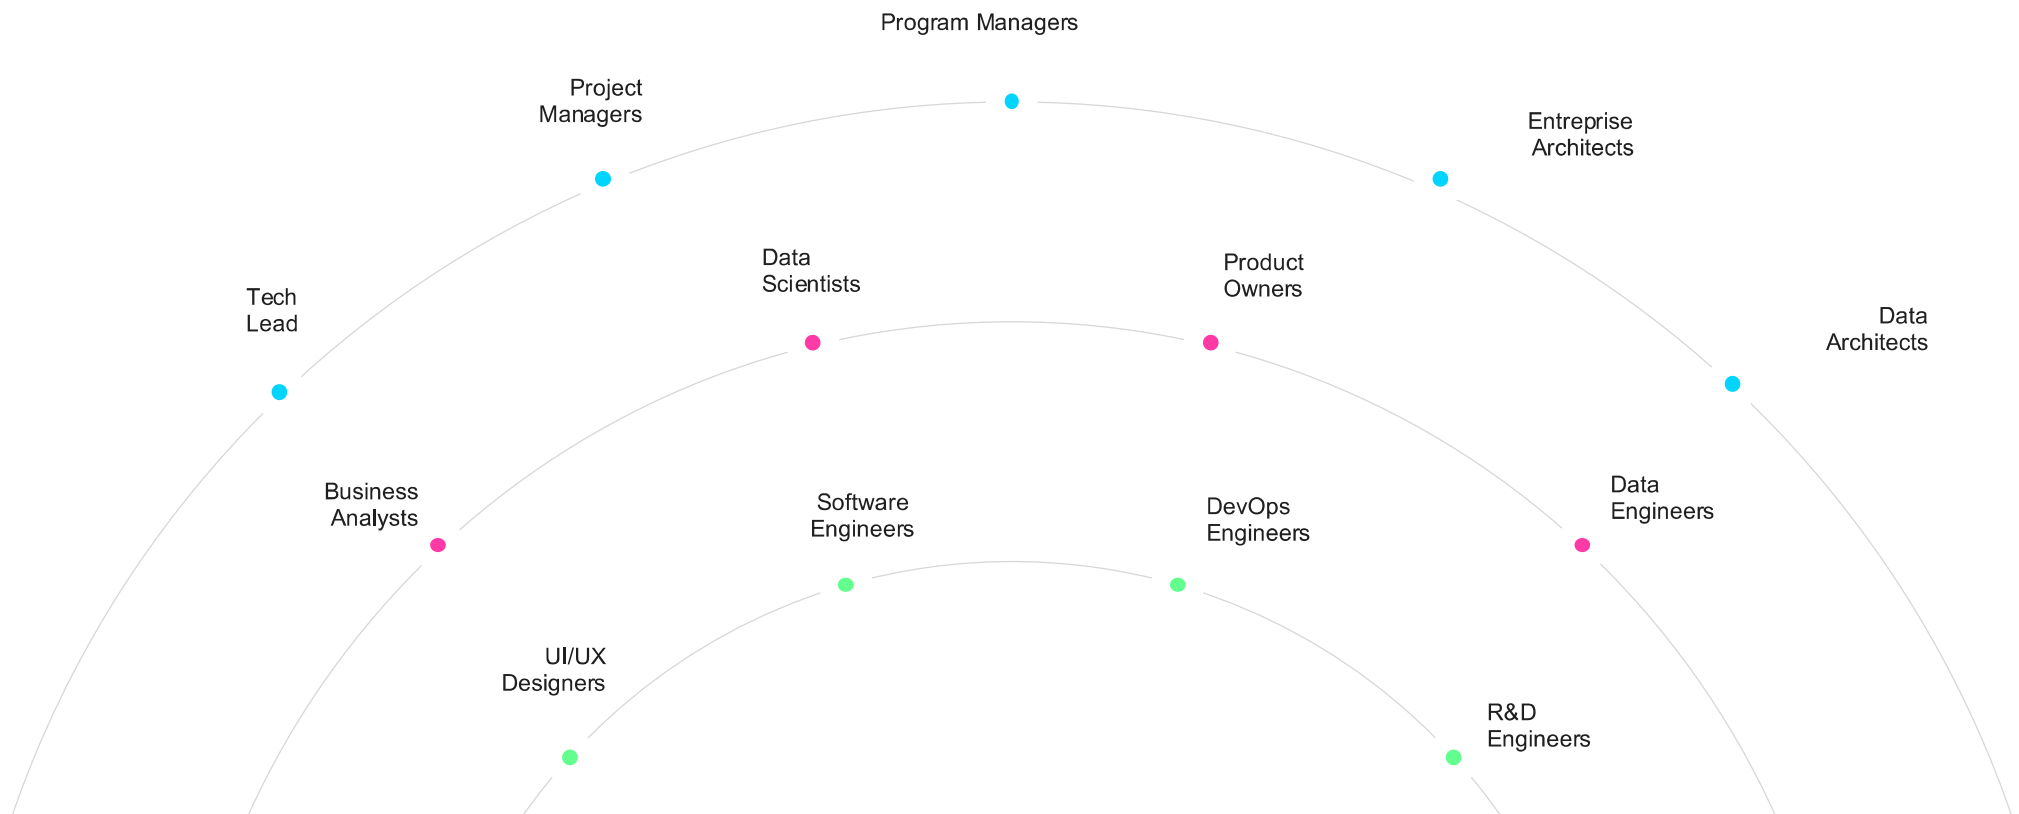 Program Managers
Project
Managers
Entreprise
Architects
Data
Scientists
Product
Owners
Tech
Lead
Data
Architects
Business
Analysts
Software
Engineers
DevOps
Engineers
Data
Engineers
UI/UX
Designers
R&D
Engineers